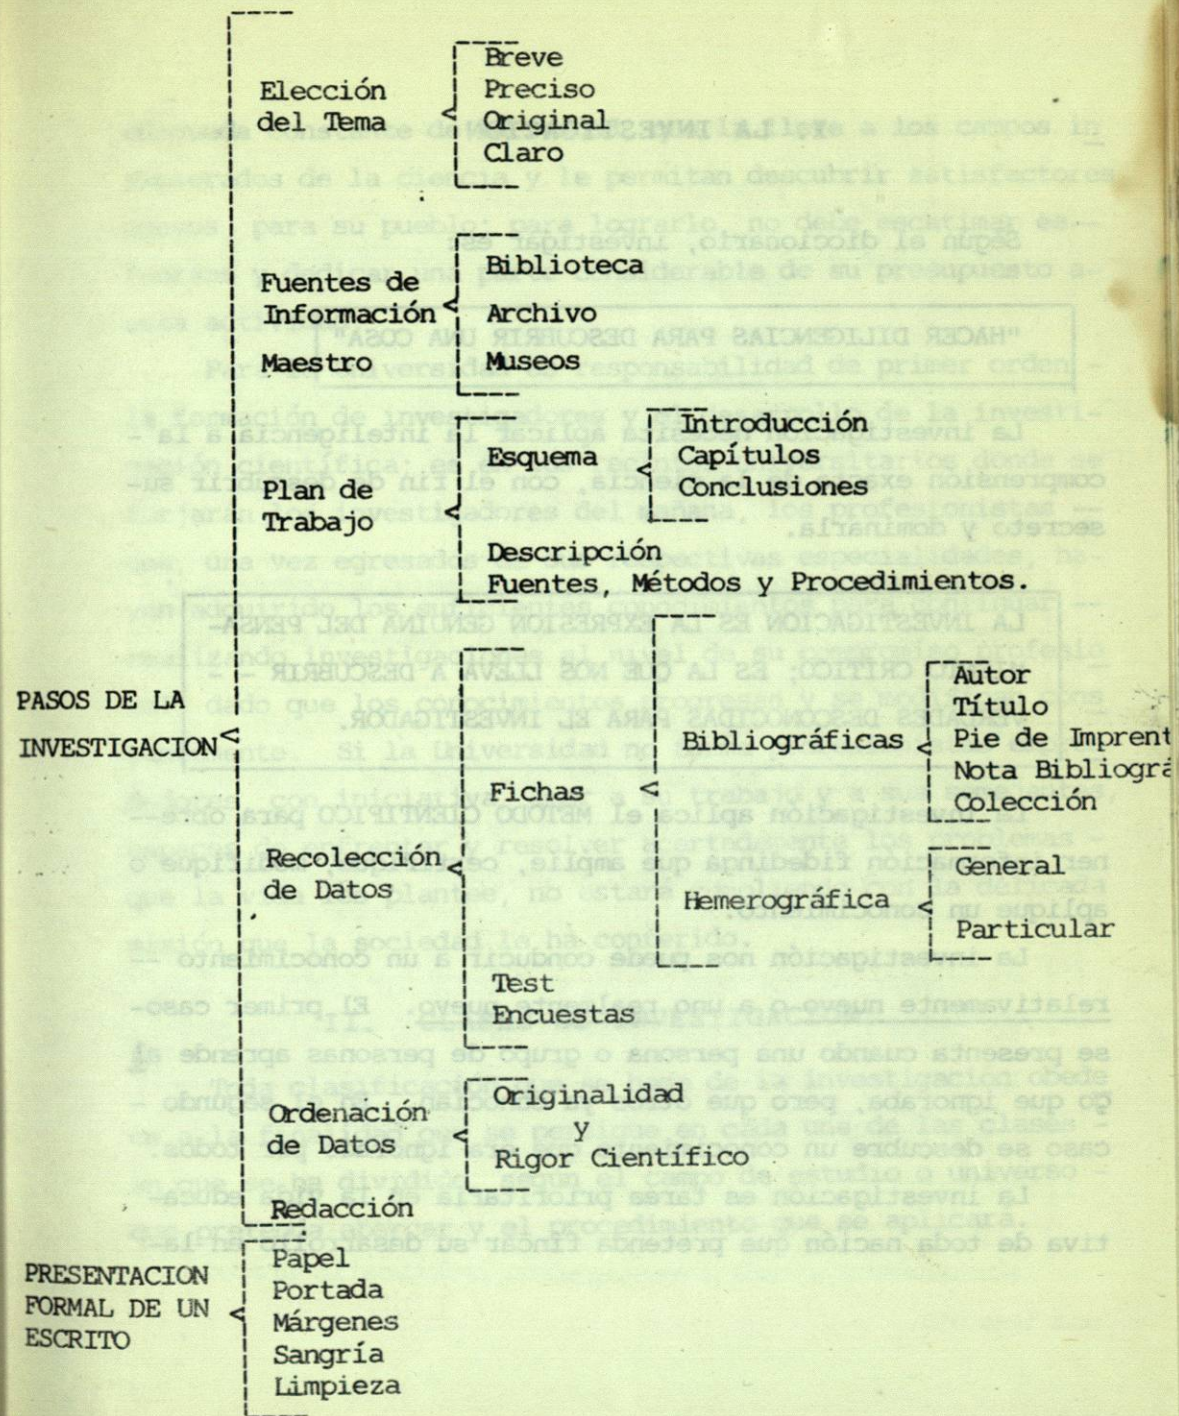 Elección
del Tema
Breve
Preciso
Original
Claro
Fuentes de
Información
Maestro
Biblioteca
Archivo
Museos
Plan de
Trabajo
Esquema
Introducción
Capítulos
Conclusiones
Descripción
Fuentes, Métodos y Procedimientos.
PASOS DE LA
INVESTIGACION
Recolección
de Datos
Fichas
Bibliográficas
Autor
Título
Pie de Imprent
Nota Bibliográ
Colección
Hemerográfica
General
Particular
Test
Encuestas
Ordenación
de Datos
Originalidad
y
Rigor Científico
Redacción
PRESENTACION
FORMAL DE UN
ESCRITO
Papel
Portada
Márgenes
Sangría
Limpieza